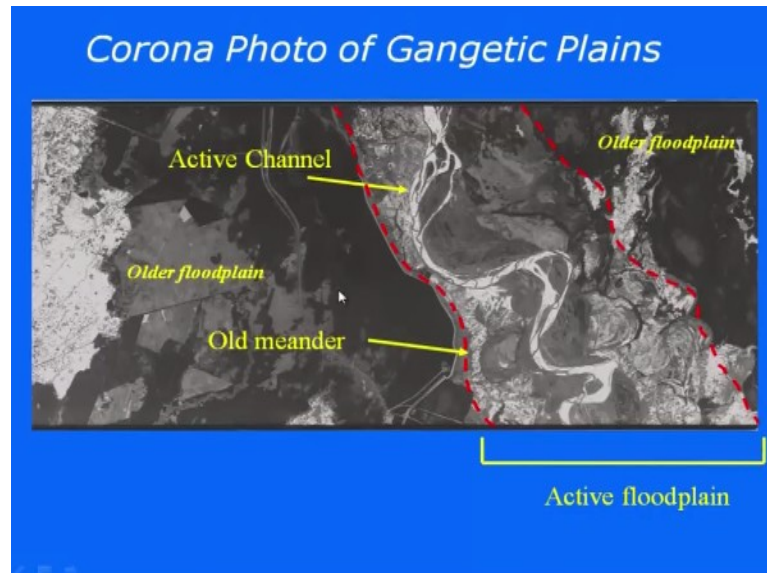 Corona Photo of Gangetic Plains
Older floodplain
Active Channel
Older floodplain
Old meander
Active floodplain